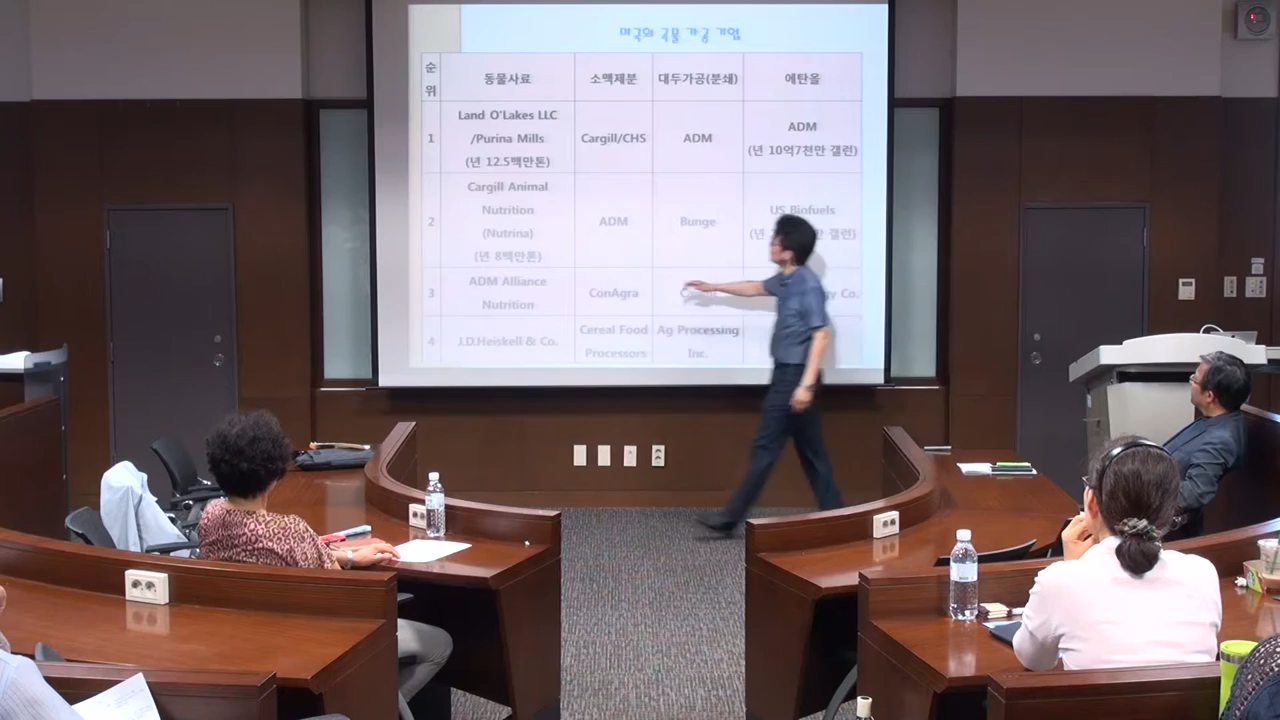 미국의 곡물 가공 기업
순위 동물사료 소맥제분 대두가공(분쇄) 에탄올
1 Land O'Lakes LLC /Purina Mills (년 12.5백만톤) Cargill/CHS ADM ADM (년 10억7천만 갤런)
2 Cargill Animal Nutrition (Nutrina) (년 8백만톤) ADM Bunge US Biofuels (년 갤런)
3 ADM Alliance Nutrition ConAgra Co.
4 J.D.Heiskell & Co. Cereal Food Processors Ag Processing Inc.